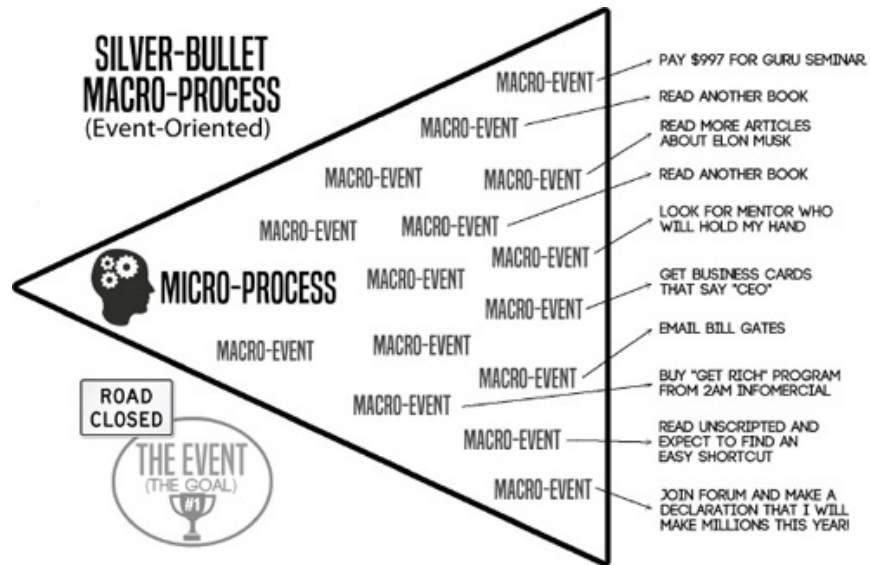 SILVER-BULLET
MACRO-PROCESS
(Event-Oriented)
MACRO-EVENT
PAY $997 FOR GURU SEMINAR.
MACRO-EVENT
READ ANOTHER BOOK
MACRO-EVENT
MACRO-EVENT
READ MORE ARTICLES
ABOUT ELON MUSK
MACRO-EVENT
MACRO-EVENT
READ ANOTHER BOOK
MACRO-EVENT
LOOK FOR MENTOR WHO
WILL HOLD MY HAND
MICRO-PROCESS
MACRO-EVENT
MACRO-EVENT
GET BUSINESS CARDS
THAT SAY "CEO"
MACRO-EVENT
MACRO-EVENT
MACRO-EVENT
EMAIL BILL GATES
MACRO-EVENT
BUY "GET RICH" PROGRAM
FROM 2AM INFOMERCIAL
MACRO-EVENT
READ UNSCRIPTED AND
EXPECT TO FIND AN
EASY SHORTCUT
MACRO-EVENT
JOIN FORUM AND MAKE A
DECLARATION THAT I WILL
MAKE MILLIONS THIS YEAR!
ROAD
CLOSED
THE EVENT
(THE GOAL)
#1